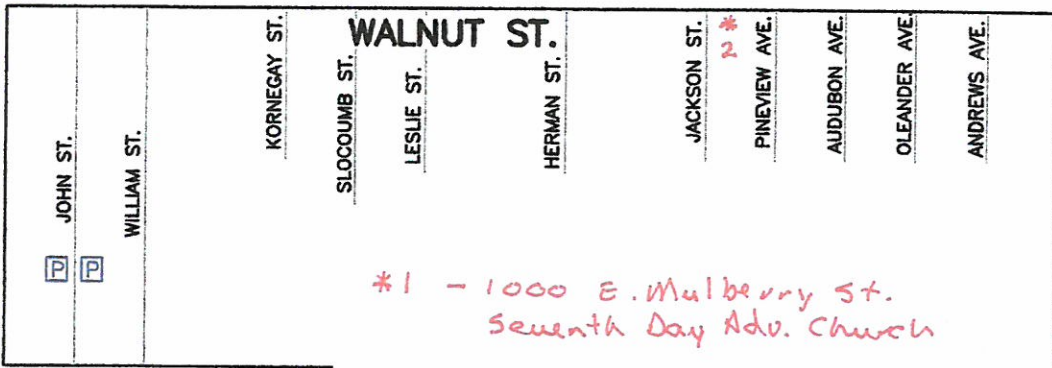 WALNUT ST.
JOHN ST.
WILLIAM ST.
KORNEGAY ST.
SLOCOUMB ST.
LESLIE ST.
HERMAN ST.
JACKSON ST.
*2
PINEVIEW AVE.
AUDUBON AVE.
OLEANDER AVE.
ANDREWS AVE.
P P
*1 - 1000 E. Mulberry St.
Seventh Day Adv. Church